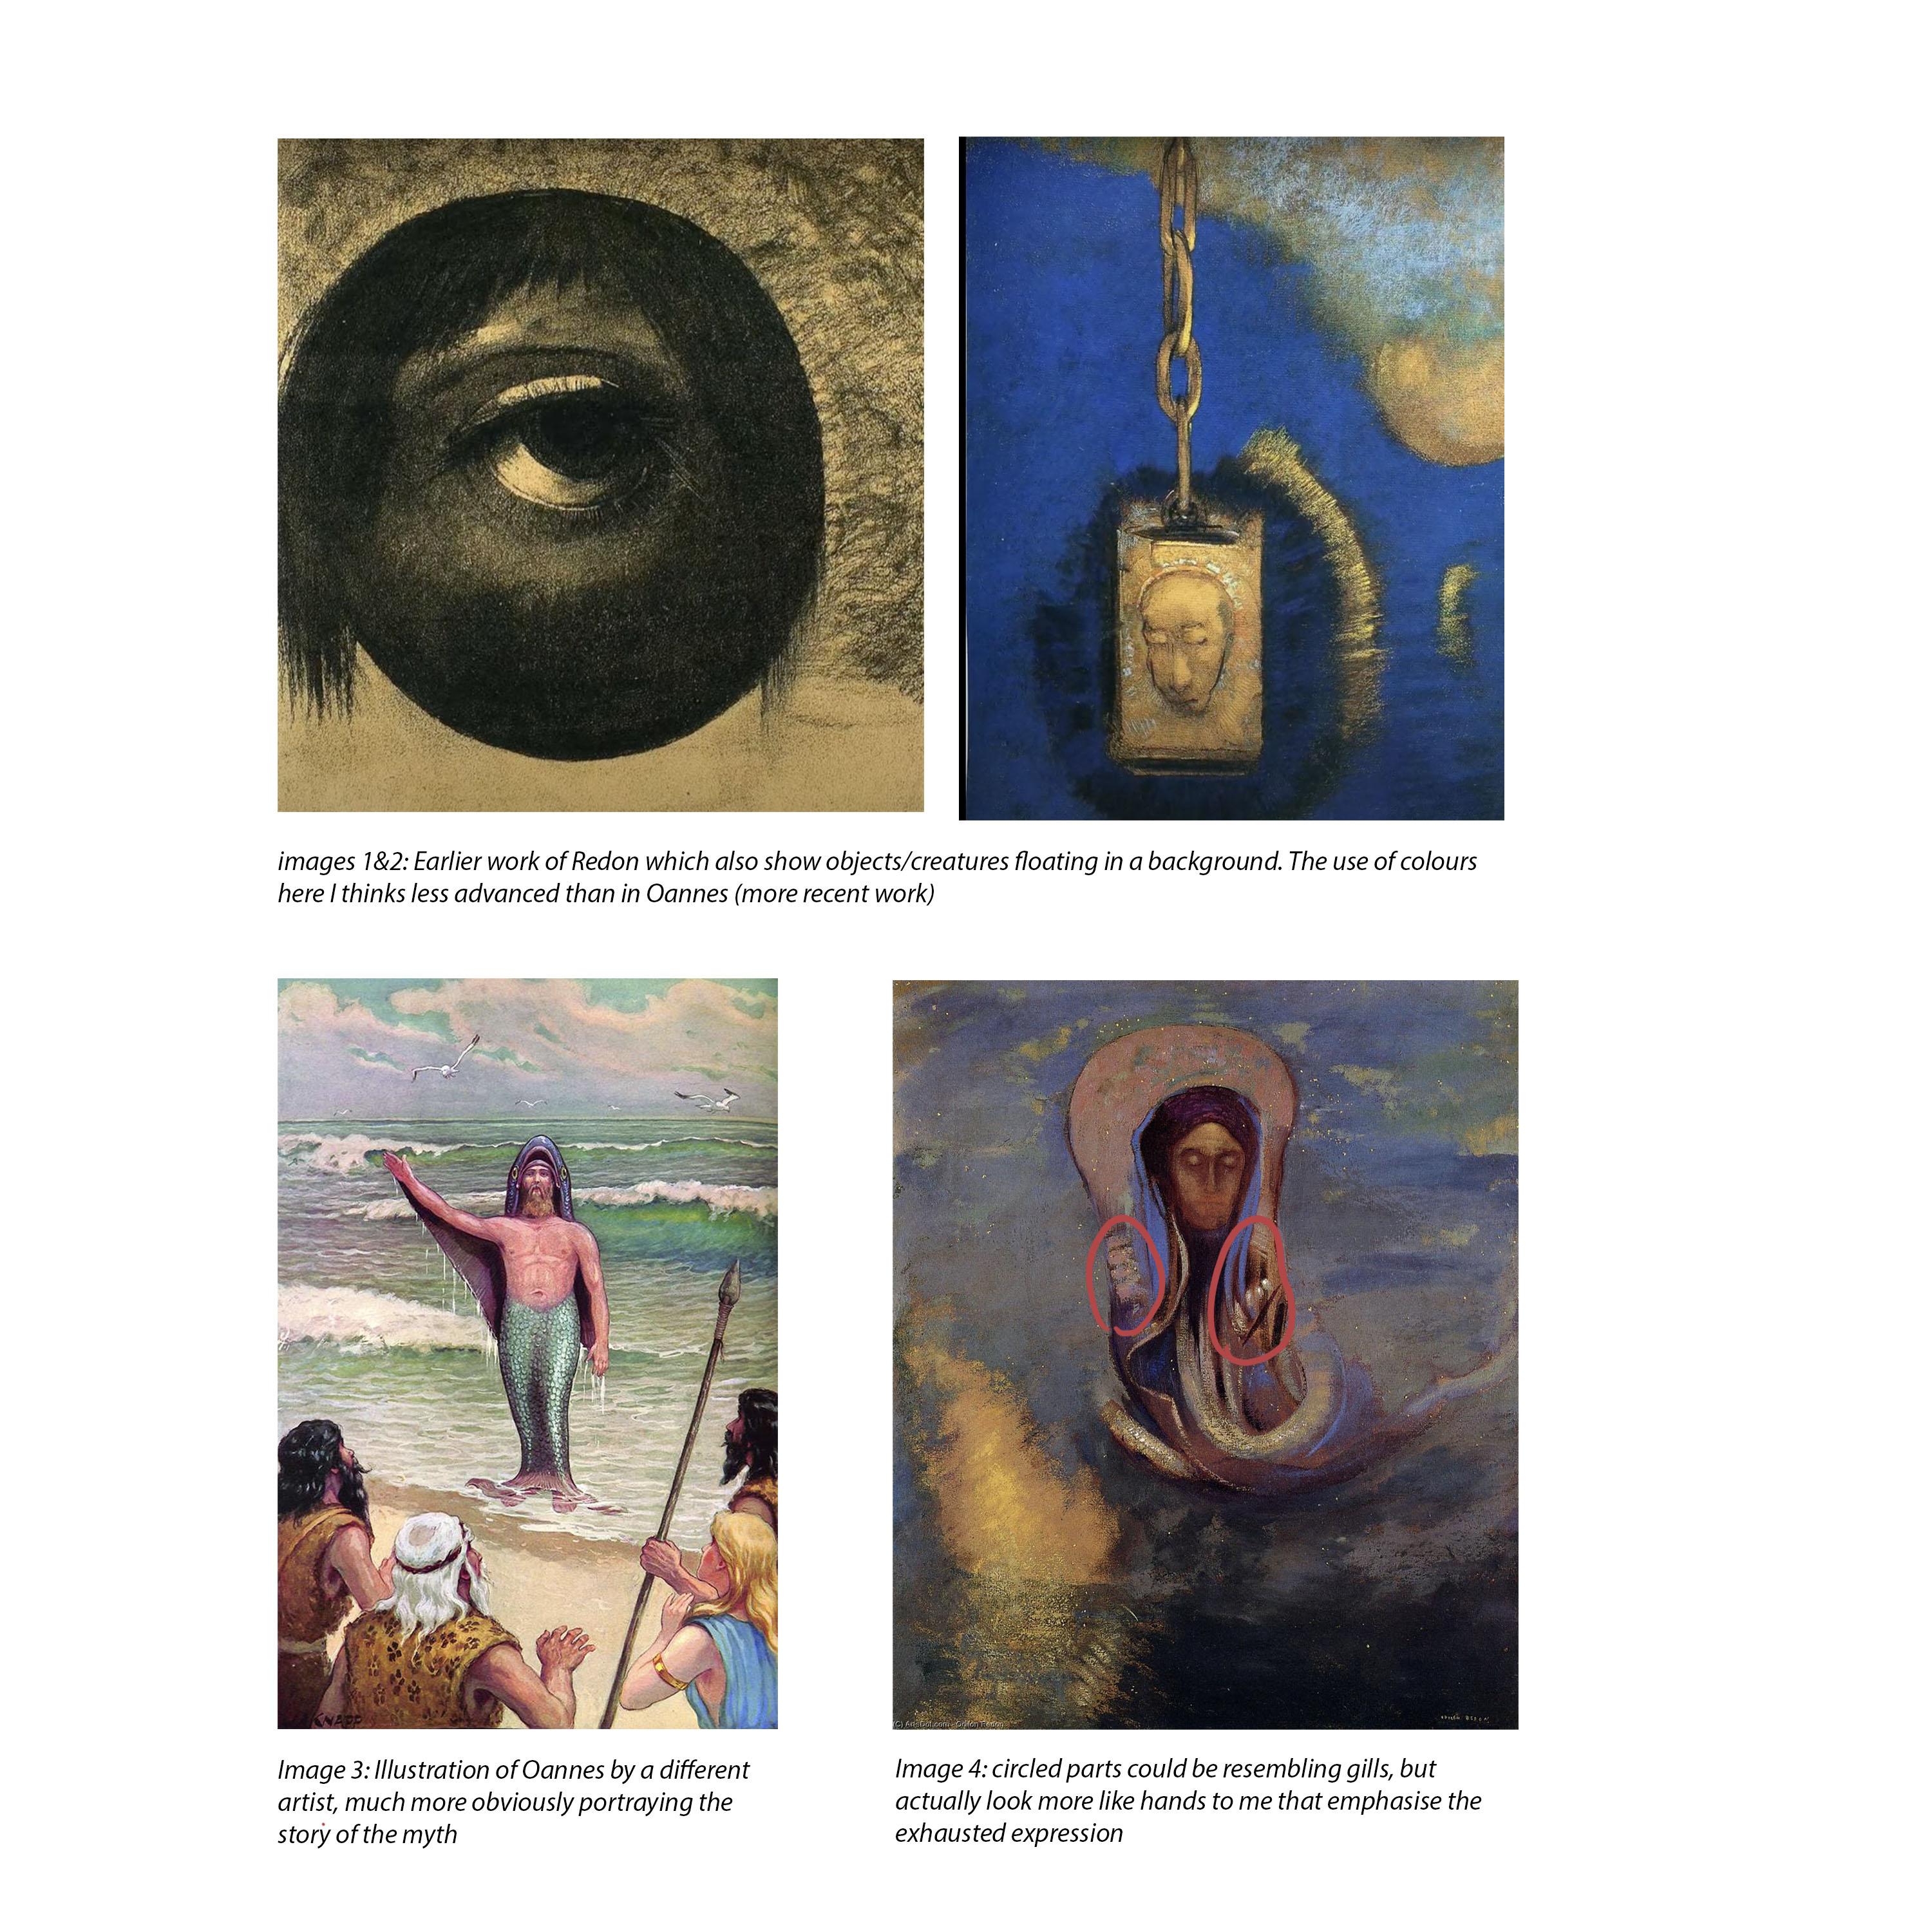 images 1&2: Earlier work of Redon which also show objects/creatures floating in a background. The use of colours
here I thinks less advanced than in Oannes (more recent work)
KNAPP
Image 3: Illustration of Oannes by a different
artist, much more obviously portraying the
story of the myth
(C) Art-Dot.com - Odilon Redon
ODILON REDON
Image 4: circled parts could be resembling gills, but
actually look more like hands to me that emphasise the
exhausted expression